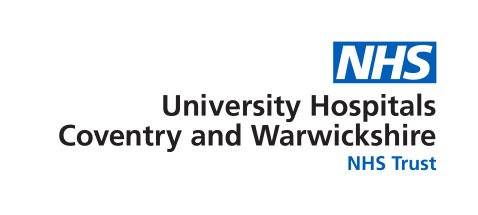 NHS
University Hospitals
Coventry and Warwickshire
NHS Trust